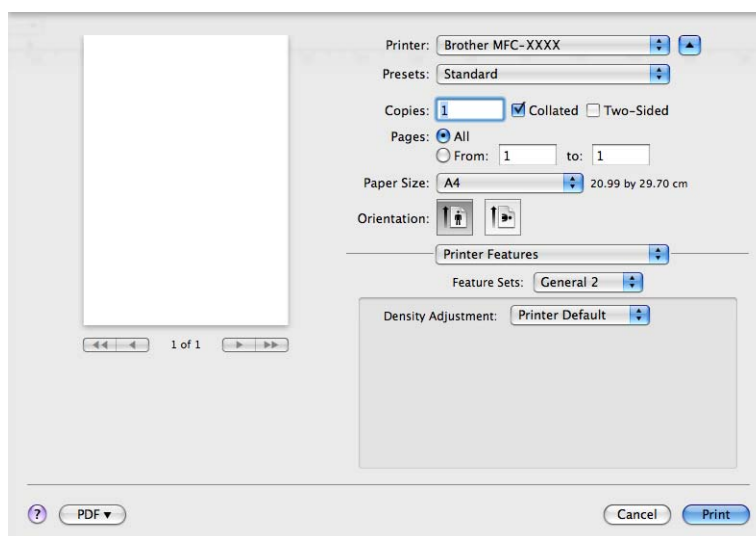 Printer: Brother MFC-XXXX
Presets: Standard
Copies: 1 Collated Two-Sided
Pages: All
From: 1 to: 1
Paper Size: A4 20.99 by 29.70 cm
Orientation:
Printer Features
Feature Sets: General 2
Density Adjustment: Printer Default
1 of 1
? PDF Cancel Print